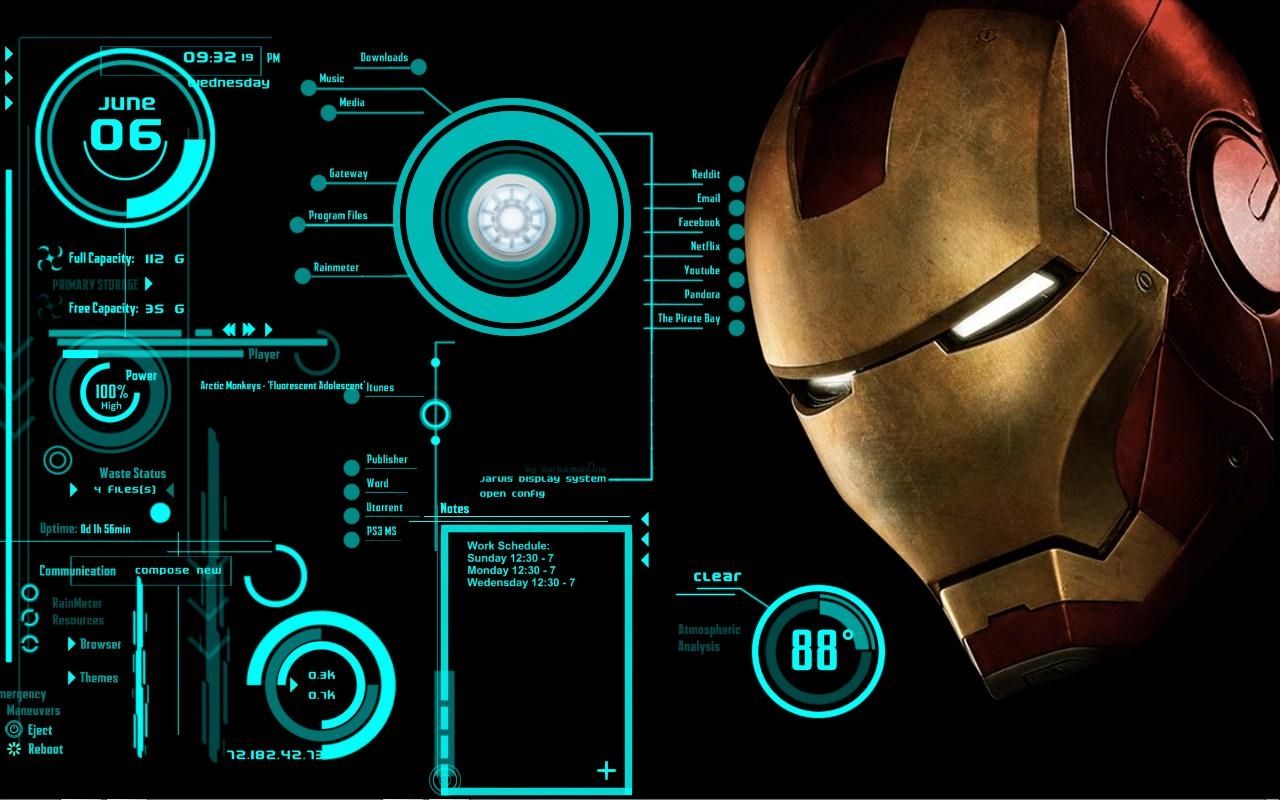 09:32 19 PM
wednesday
June
06
Full Capacity: 112 G
PRIMARY STORAGE
Free Capacity: 35 G
Player
Power
100%
High
Arctic Monkeys - 'Fluorescent Adolescent'
Waste Status
4 Files(s)
Uptime: 0d 1h 56min
Communication
compose new
RainMeter
Resources
Browser
Themes
mergency
Maneuvers
Eject
Reboot
0.3k
0.7k
72.182.42.73
Downloads
Music
Media
Gateway
Program Files
Rainmeter
Itunes
Publisher
Word
Utorrent
PS3 MS
Reddit
Email
Facebook
Netflix
Youtube
Pandora
The Pirate Bay
Jarvis Display system
open config
Notes
Work Schedule:
Sunday 12:30 - 7
Monday 12:30 - 7
Wedensday 12:30 - 7
clear
Atmospheric
Analysis
88°